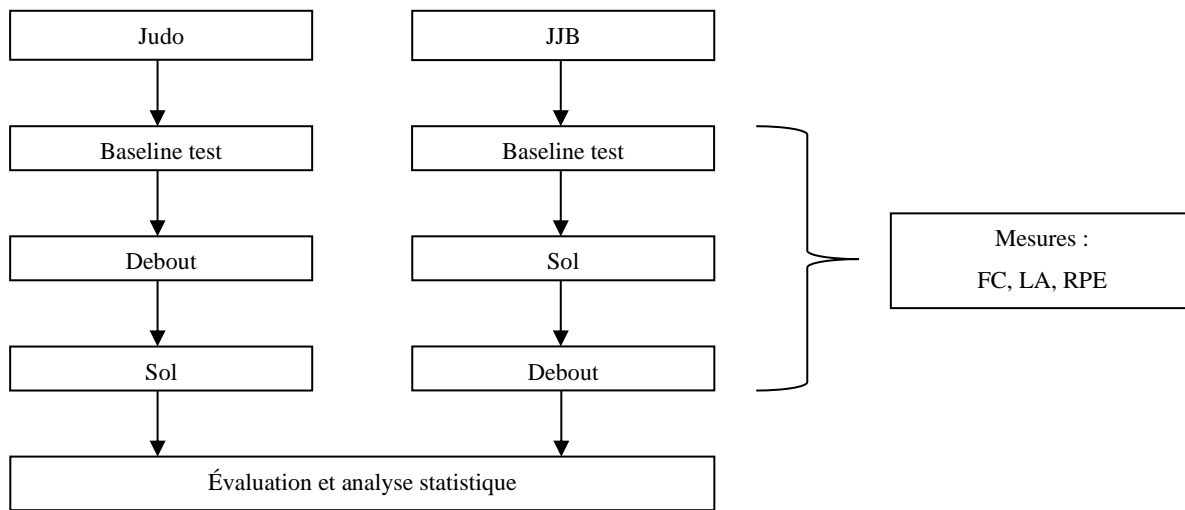 Judo
JJB
Baseline test
Baseline test
Debout
Sol
Mesures :
FC, LA, RPE
Sol
Debout
Évaluation et analyse statistique